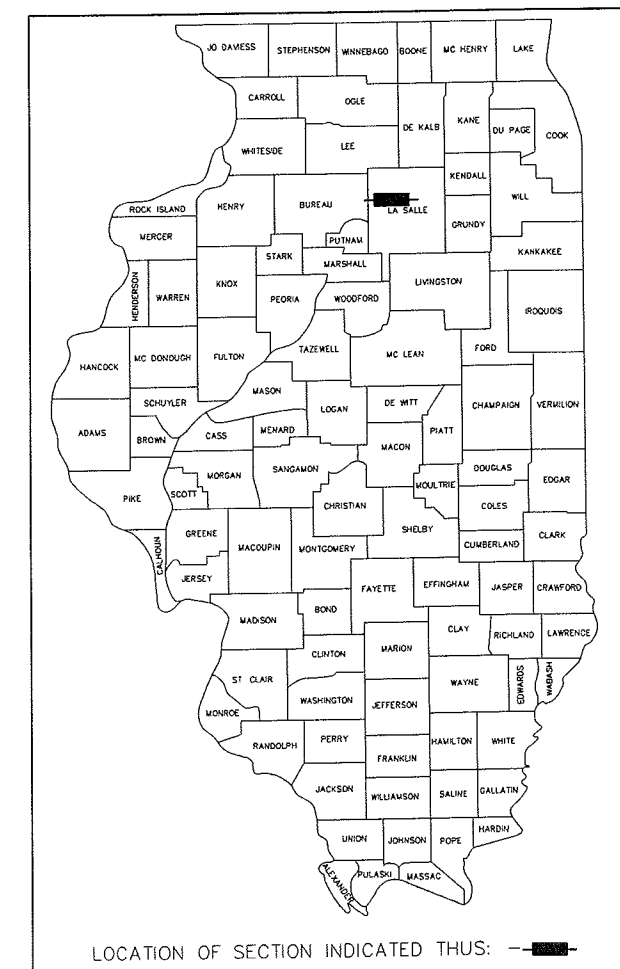 JO DAVIESS STEPHENSON WINNEBAGO BOONE MC HENRY LAKE
CARROLL OGLE DE KALB KANE DU PAGE COOK
WHITESIDE LEE KENDALL WILL
ROCK ISLAND HENRY BUREAU LA SALLE GRUNDY
MERCER STARK PUTNAM MARSHALL KANKAKEE
HENDERSON WARREN KNOX PEORIA WOODFORD LIVINGSTON IROQUOIS
HANCOCK MC DONOUGH FULTON TAZEWELL MC LEAN FORD
SCHUYLER MASON LOGAN DE WITT CHAMPAIGN VERMILION
ADAMS BROWN CASS MENARD MACON PIATT
PIKE SCOTT MORGAN SANGAMON CHRISTIAN MOULTRIE DOUGLAS EDGAR
CALHOUN GREENE MACOUPIN MONTGOMERY SHELBY COLES
JERSEY CUMBERLAND CLARK
MADISON BOND FAYETTE EFFINGHAM JASPER CRAWFORD
CLINTON MARION CLAY RICHLAND LAWRENCE
ST CLAIR WASHINGTON JEFFERSON WAYNE EDWARDS WABASH
MONROE RANDOLPH PERRY FRANKLIN HAMILTON WHITE
JACKSON WILLIAMSON SALINE GALLATIN
UNION JOHNSON POPE HARDIN
ALEXANDER PULASKI MASSAC
LOCATION OF SECTION INDICATED THUS: